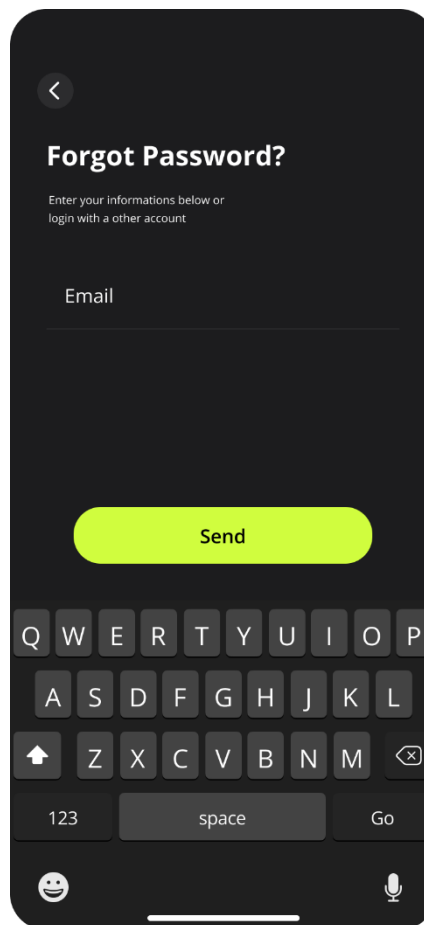 Forgot Password?
Enter your informations below or
login with a other account
Email
Send
Q W E R T Y U I O P
A S D F G H J K L
Z X C V B N M
123 space Go